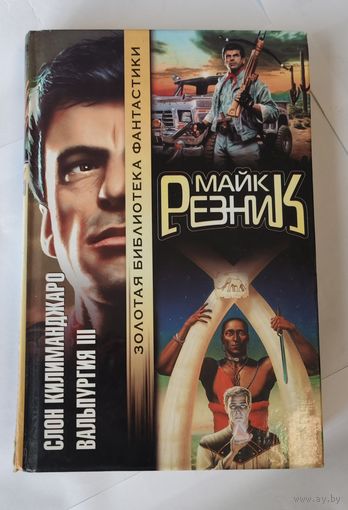 МАЙК
РЕЗНИК
ЗОЛОТАЯ БИБЛИОТЕКА ФАНТАСТИКИ
СЛОН КИЛИМАНДЖАРО
ВАЛЬПУРГИЯ III
www.ay.by